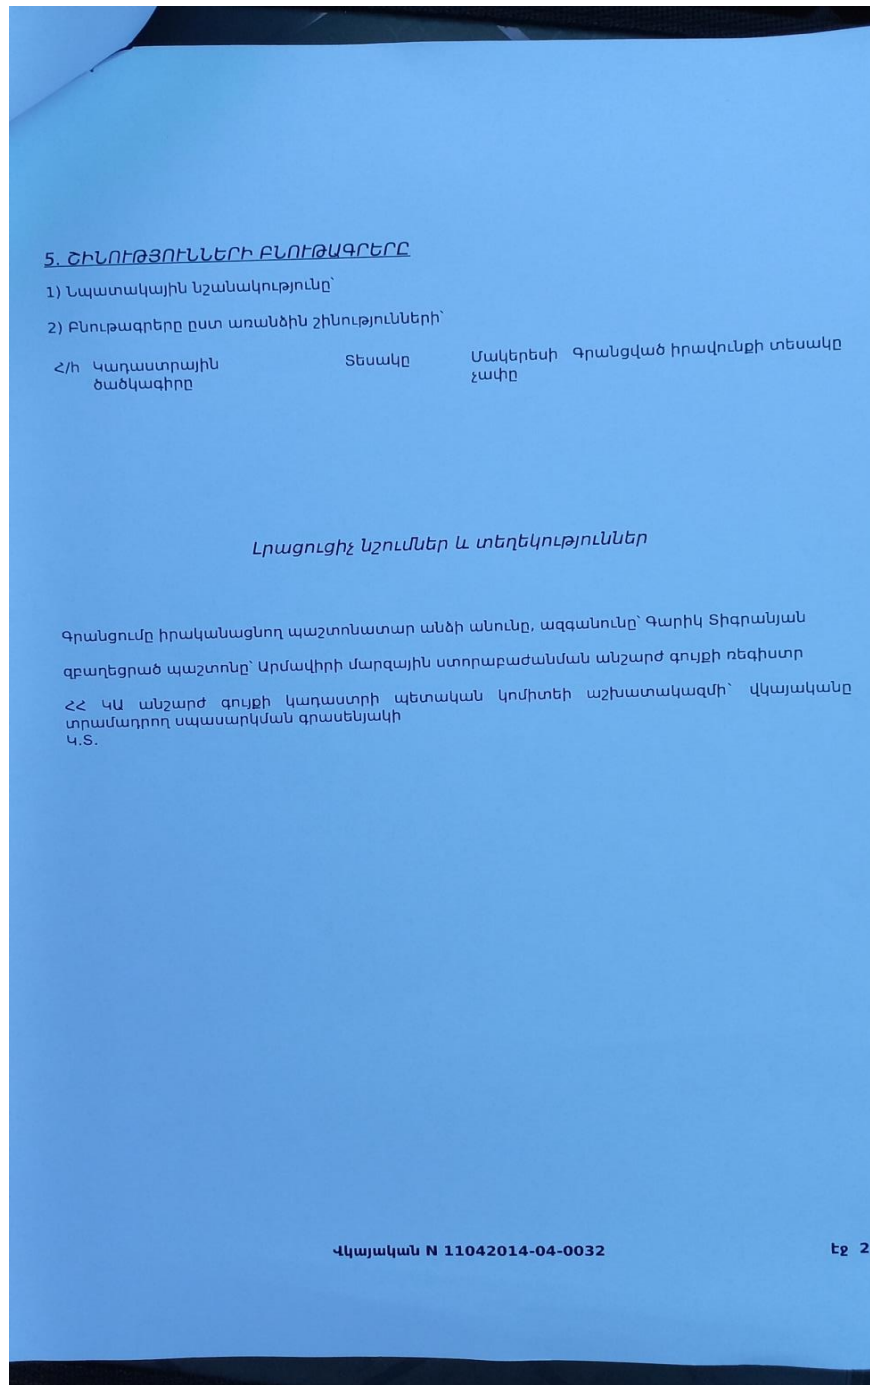 5. ՇԻՆՈՒԹՅՈՒՆՆԵՐԻ ԲՆՈՒԹԱԳՐԵՐԸ
1) Նպատակային նշանակությունը՝
2) Բնութագրերը ըստ առանձին շինությունների՝
Հ/հ Կադաստրային Տեսակը Մակերեսի Գրանցված իրավունքի տեսակը
ծածկագիրը չափը
Լրացուցիչ նշումներ և տեղեկություններ
Գրանցումը իրականացնող պաշտոնատար անձի անունը, ազգանունը՝ Գարիկ Տիգրանյան
զբաղեցրած պաշտոնը՝ Արմավիրի մարզային ստորաբաժանման անշարժ գույքի ռեգիստր
ՀՀ ԿԱ անշարժ գույքի կադաստրի պետական կոմիտեի աշխատակազմի՝ վկայականը
տրամադրող սպասարկման գրասենյակի
Կ.Տ.
Վկայական N 11042014-04-0032 Էջ 2